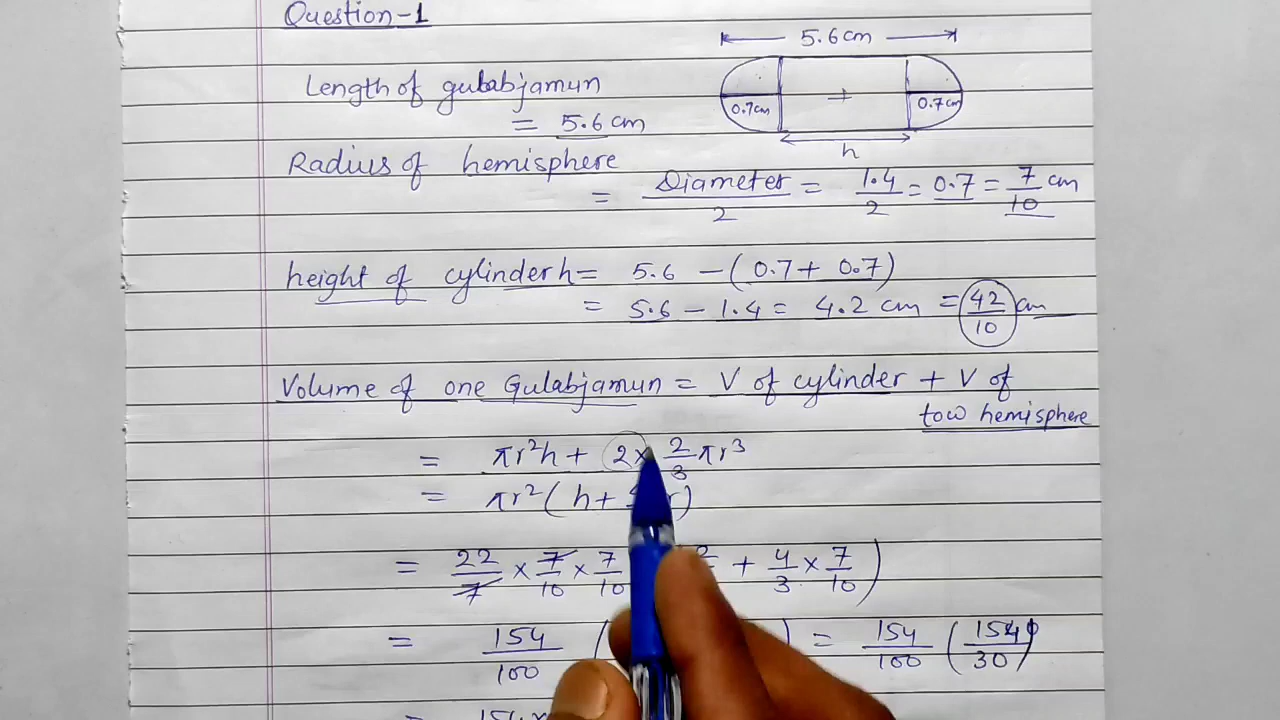 Question-1
5.6 cm
Length of gulabjamun
0.7cm 0.7cm
= 5.6 cm
h
Radius of hemisphere
= Diameter/2 = 1.4/2 = 0.7 = 7/10 cm
height of cylinder h = 5.6 - (0.7 + 0.7)
= 5.6 - 1.4 = 4.2 cm = 42/10 cm
Volume of one Gulabjamun = V of cylinder + V of
tow hemisphere
= πr²h + 2 × 2/3 πr³
= πr² (h + r)
= 22/7 × 7/10 × 7/10 + 4/3 × 7/10)
= 154/100 ( ) = 154/100 (154/30)
= 154